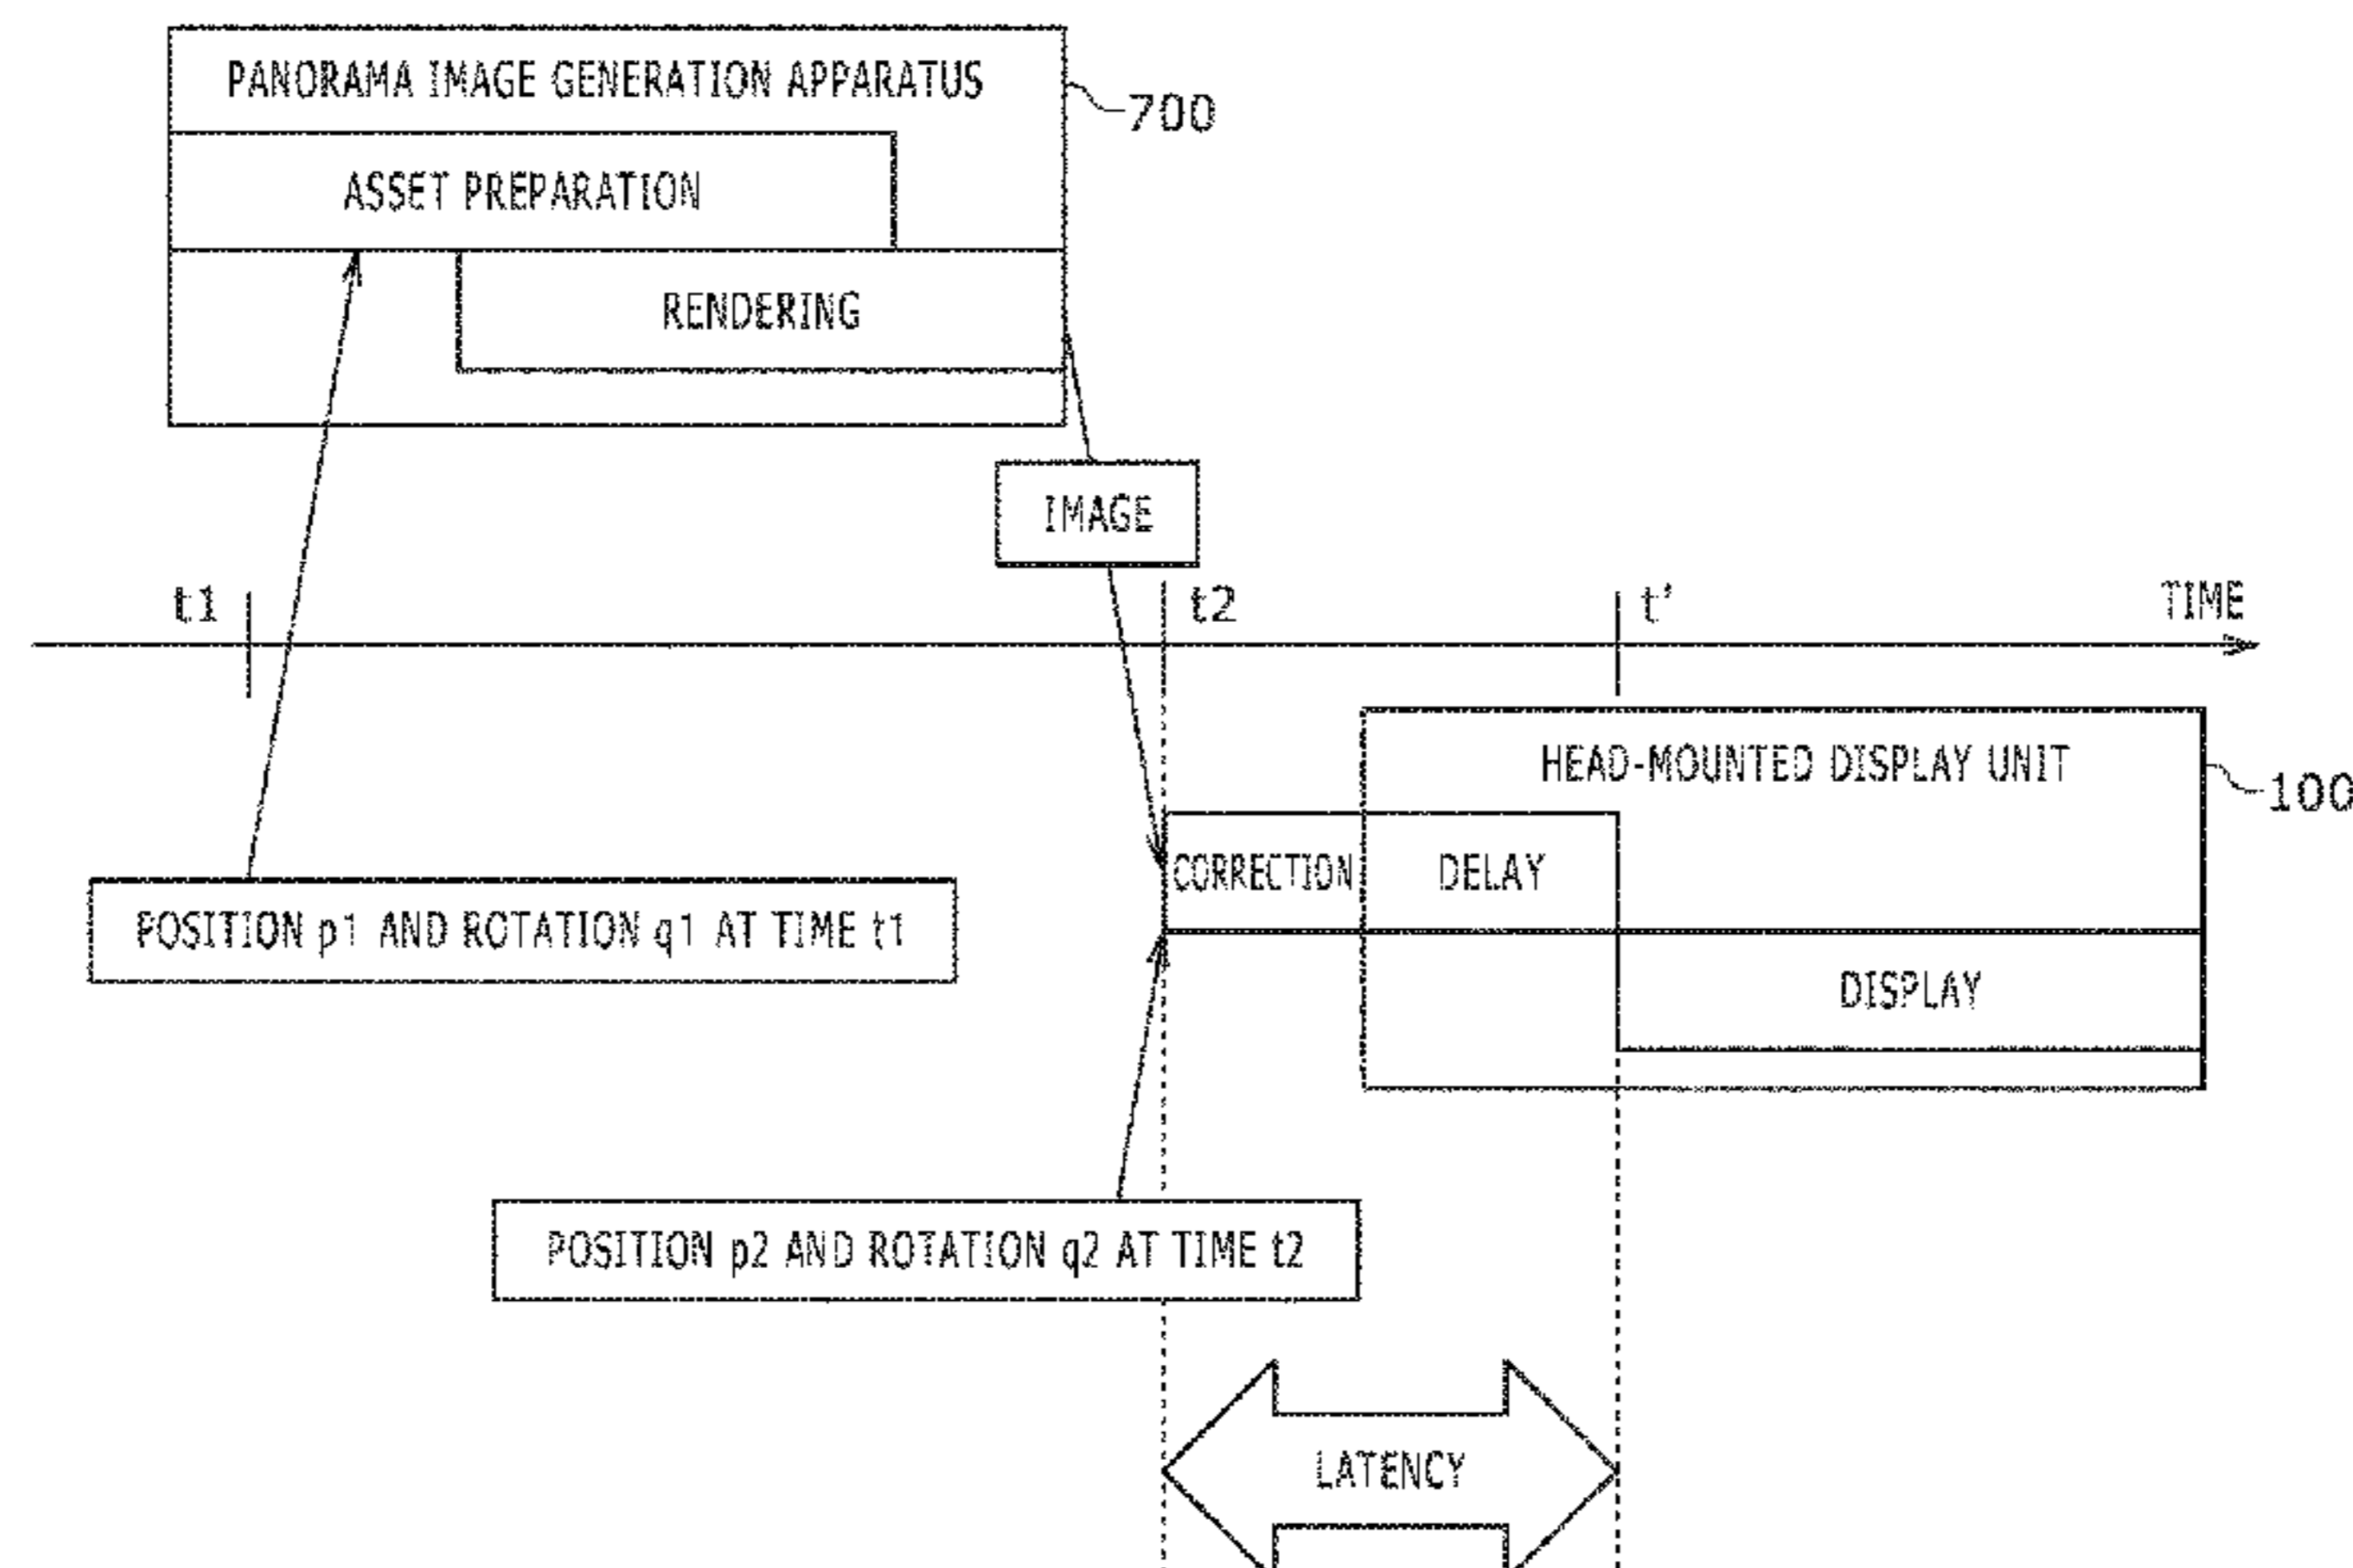 PANORAMA IMAGE GENERATION APPARATUS
700
ASSET PREPARATION
RENDERING
IMAGE
t1
t2
t'
TIME
HEAD-MOUNTED DISPLAY UNIT
100
CORRECTION
DELAY
POSITION p1 AND ROTATION q1 AT TIME t1
DISPLAY
POSITION p2 AND ROTATION q2 AT TIME t2
LATENCY